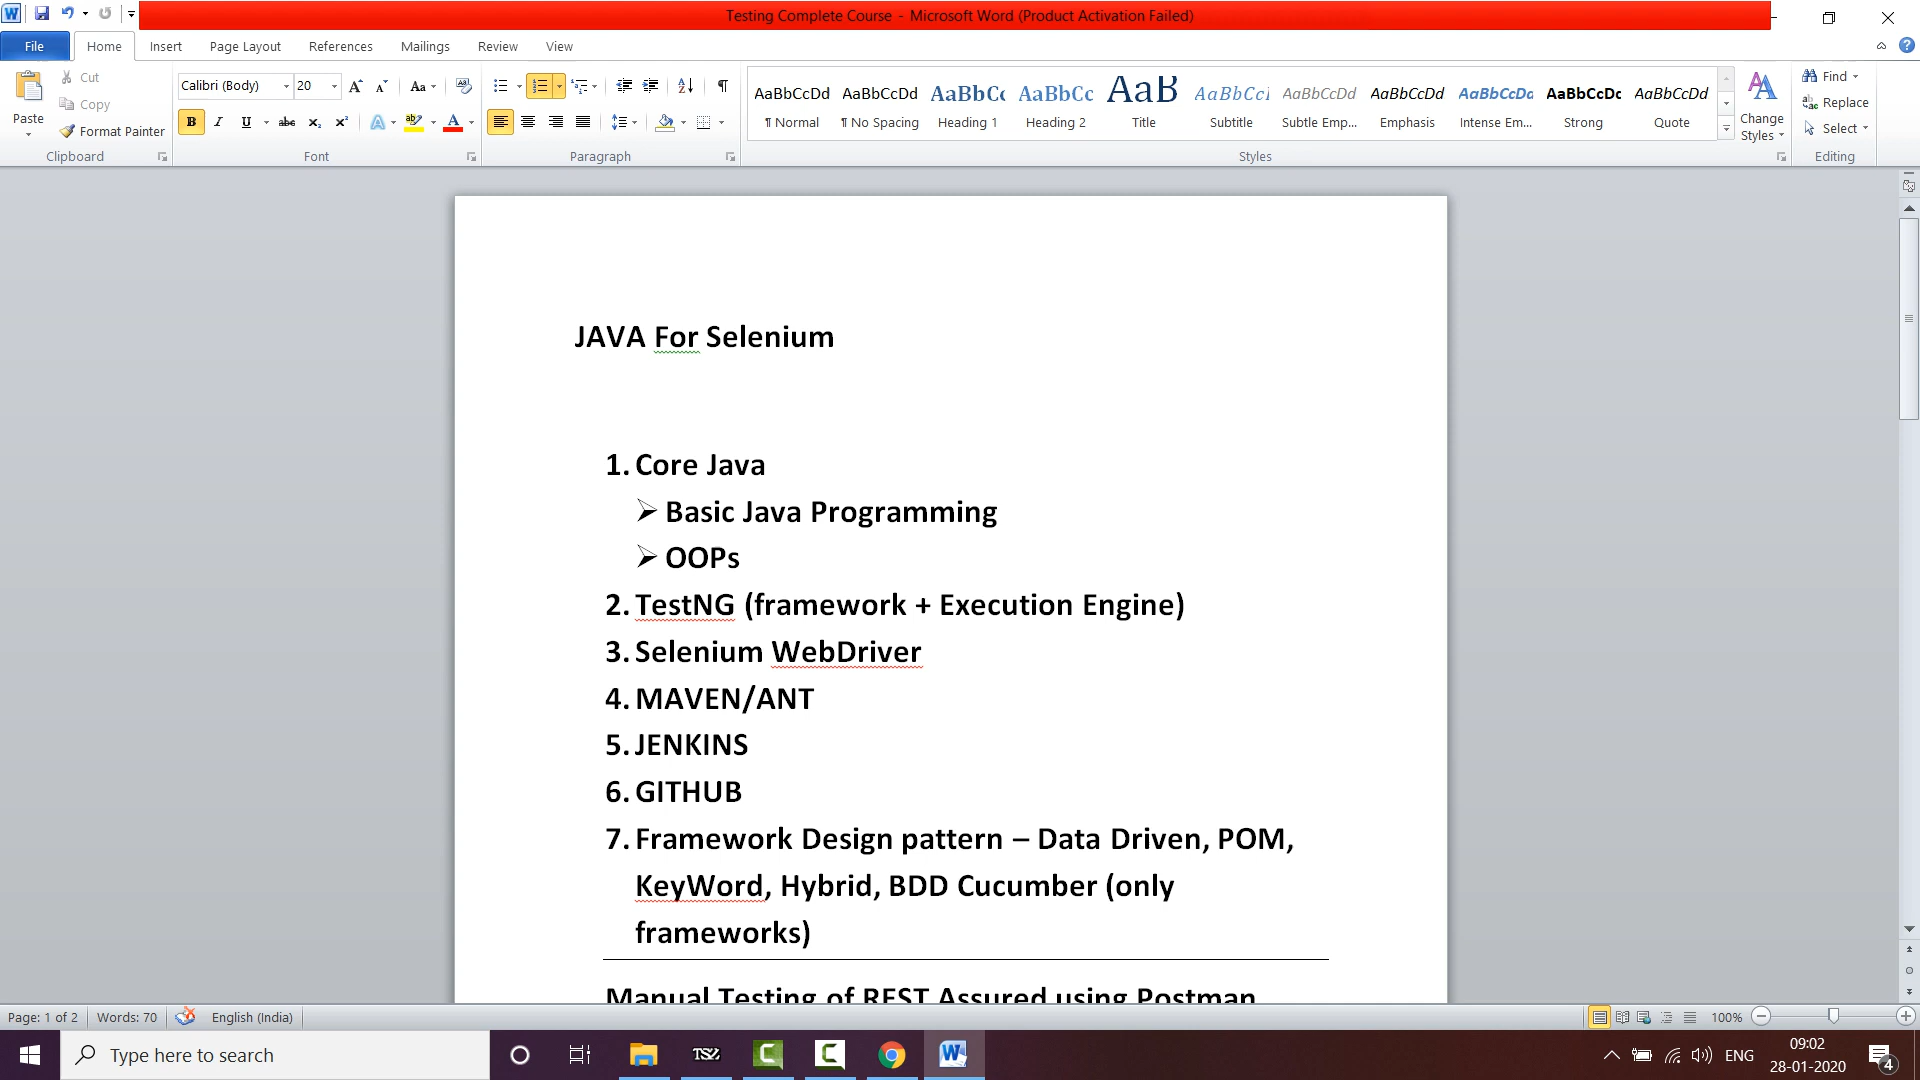 Testing Complete Course - Microsoft Word (Product Activation Failed)
File Home Insert Page Layout References Mailings Review View
Paste
Cut
Copy
Format Painter
Clipboard
Calibri (Body) 20
Font
Paragraph
AaBbCcDd AaBbCcDd AaBbCc AaBbCc AaB AaBbCcI AaBbCcDd AaBbCcDd AaBbCcDd AaBbCcDc AaBbCcDd
¶ Normal ¶ No Spacing Heading 1 Heading 2 Title Subtitle Subtle Emp... Emphasis Intense Em... Strong Quote
Styles
Change
Styles
Find
Replace
Select
Editing
JAVA For Selenium
1. Core Java
➢ Basic Java Programming
➢ OOPs
2. TestNG (framework + Execution Engine)
3. Selenium WebDriver
4. MAVEN/ANT
5. JENKINS
6. GITHUB
7. Framework Design pattern – Data Driven, POM,
KeyWord, Hybrid, BDD Cucumber (only
frameworks)
Manual Testing of REST Assured using Postman
Page: 1 of 2 Words: 70 English (India) 100%
Type here to search
ENG
09:02
28-01-2020
4